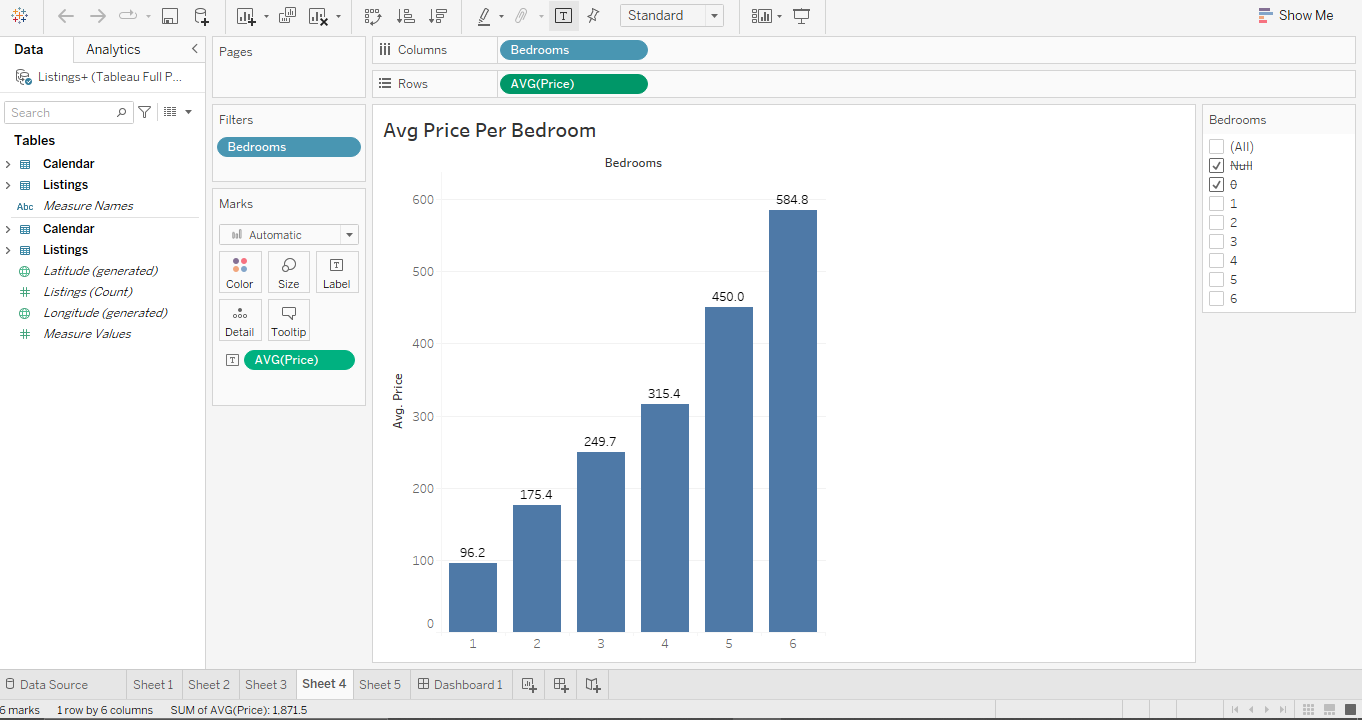 Standard
Show Me
Data
Analytics
Listings+ (Tableau Full P...
Search
Tables
Calendar
Listings
Abc Measure Names
Calendar
Listings
Latitude (generated)
Listings (Count)
Longitude (generated)
Measure Values
Pages
Filters
Bedrooms
Marks
Automatic
Color Size Label
Detail Tooltip
AVG(Price)
Columns Bedrooms
Rows AVG(Price)
Avg Price Per Bedroom
Bedrooms
Avg. Price
600
500
400
300
200
100
0
96.2
175.4
249.7
315.4
450.0
584.8
1 2 3 4 5 6
Bedrooms
(All)
Null
0
1
2
3
4
5
6
Data Source Sheet 1 Sheet 2 Sheet 3 Sheet 4 Sheet 5 Dashboard 1
6 marks 1 row by 6 columns SUM of AVG(Price): 1,871.5